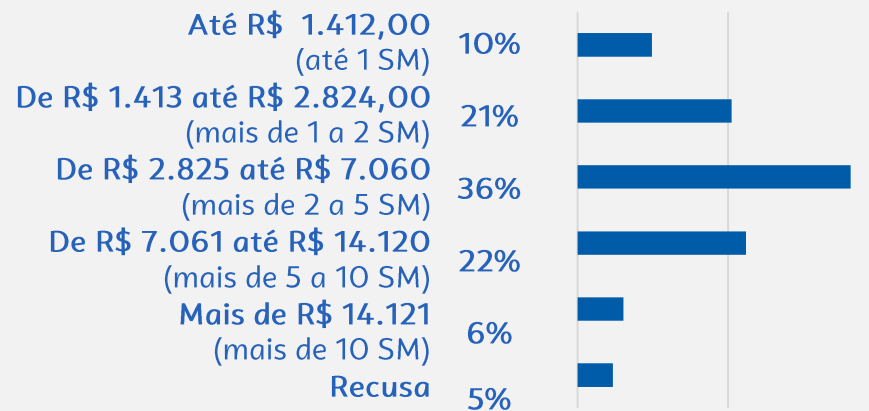 Até R$ 1.412,00
(até 1 SM)
10%
De R$ 1.413 até R$ 2.824,00
(mais de 1 a 2 SM)
21%
De R$ 2.825 até R$ 7.060
(mais de 2 a 5 SM)
36%
De R$ 7.061 até R$ 14.120
(mais de 5 a 10 SM)
22%
Mais de R$ 14.121
(mais de 10 SM)
6%
Recusa
5%